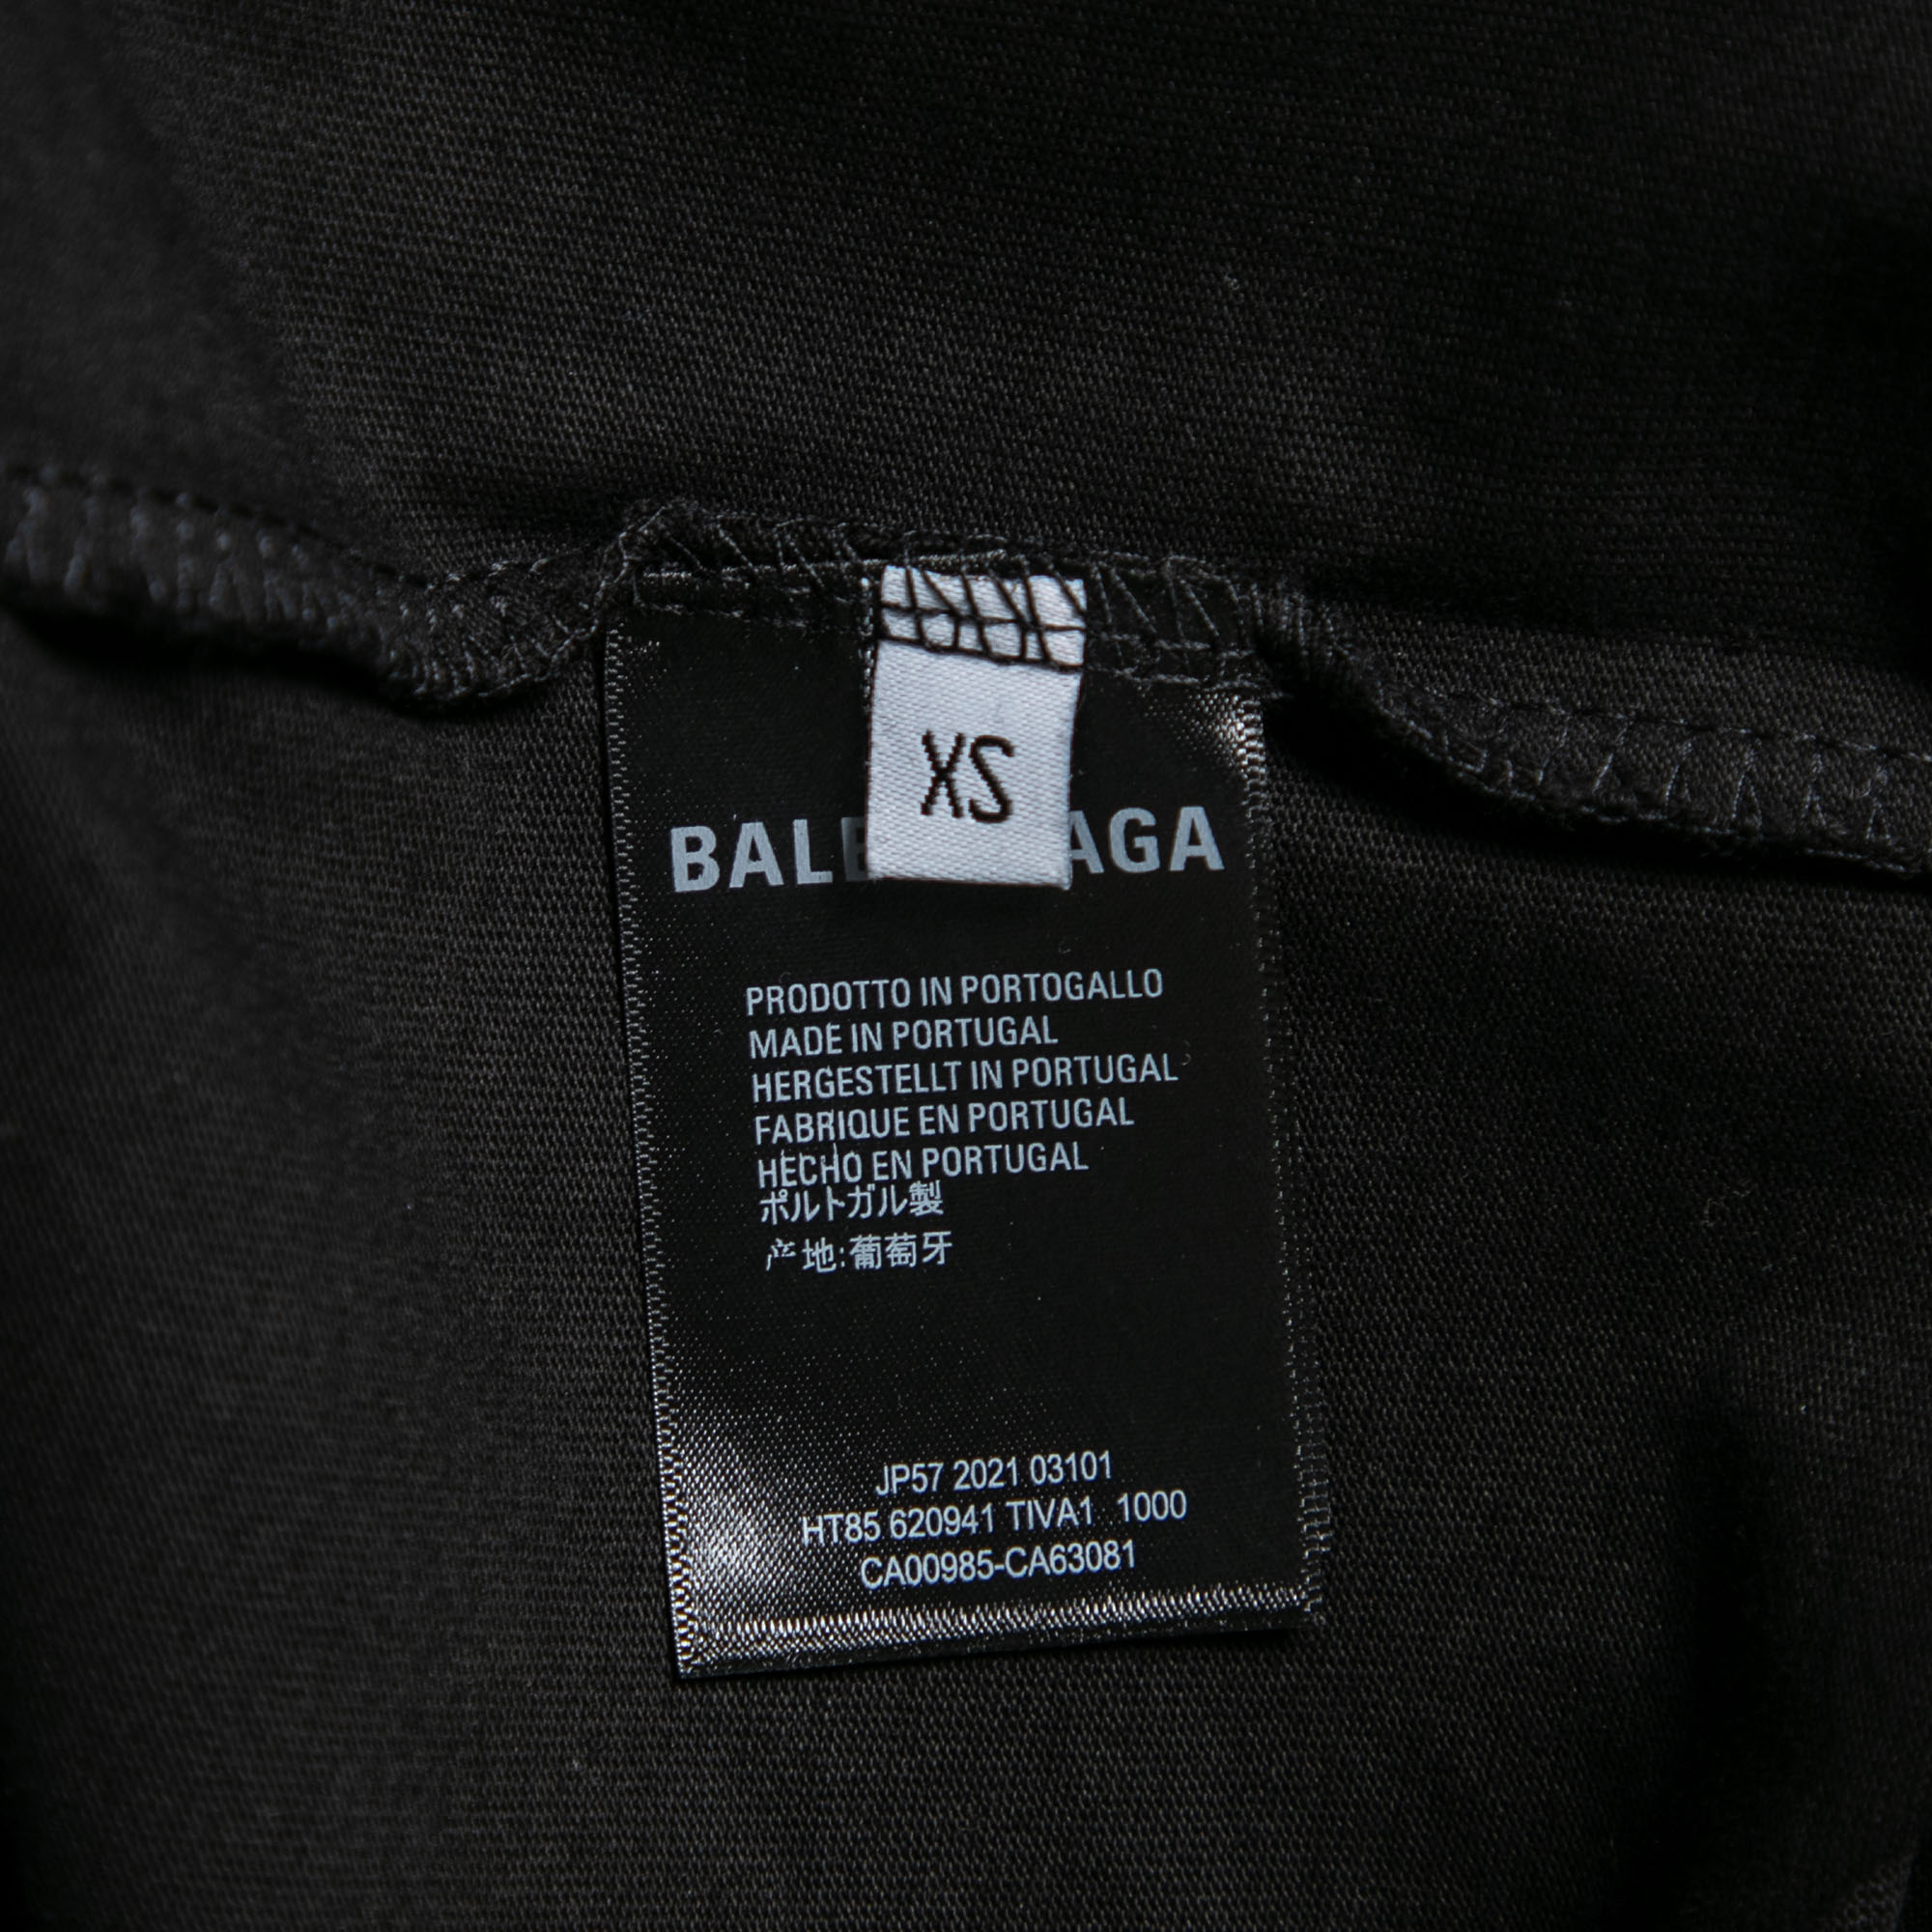 XS
BALE AGA
PRODOTTO IN PORTOGALLO
MADE IN PORTUGAL
HERGESTELLT IN PORTUGAL
FABRIQUE EN PORTUGAL
HECHO EN PORTUGAL
ポルトガル製
产地:葡萄牙
JP57 2021 03101
HT85 620941 TIVA1 1000
CA00985-CA63081